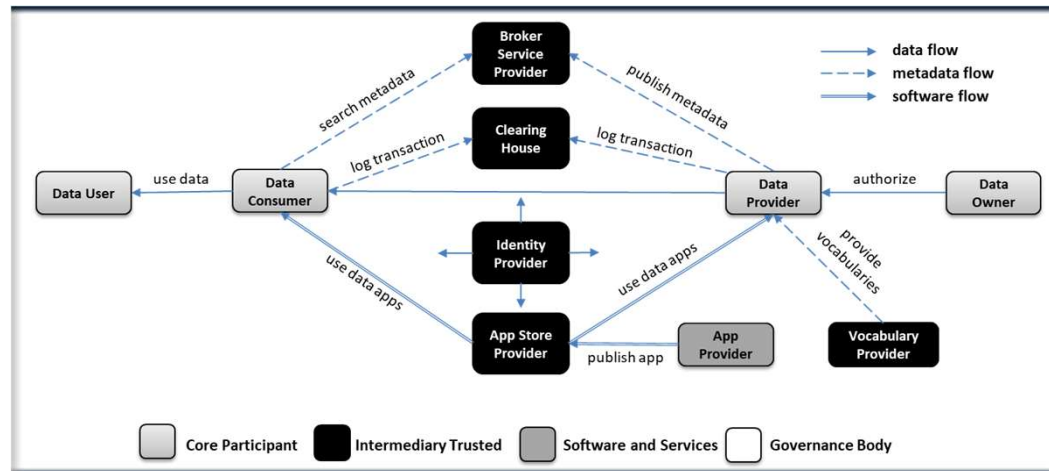 Broker
Service
Provider
data flow
metadata flow
software flow
search metadata
publish metadata
Clearing
House
log transaction
log transaction
Data User
use data
Data
Consumer
Data
Provider
authorize
Data
Owner
Identity
Provider
use data apps
use data apps
provide
vocabularies
App Store
Provider
publish app
App
Provider
Vocabulary
Provider
Core Participant
Intermediary Trusted
Software and Services
Governance Body